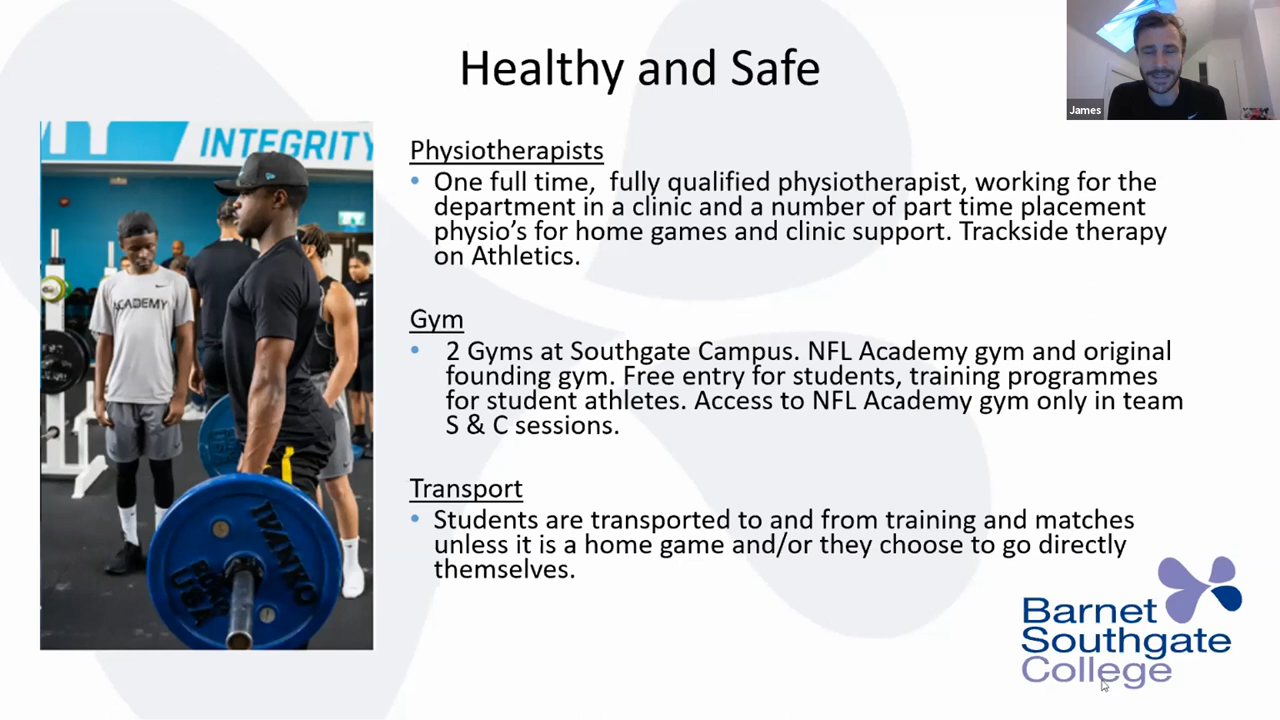 Healthy and Safe
James
INTEGRITY
ACADEMY
IVANKO
USA
Physiotherapists
• One full time,  fully qualified physiotherapist, working for the
department in a clinic and a number of part time placement
physio’s for home games and clinic support. Trackside therapy
on Athletics.
Gym
• 2 Gyms at Southgate Campus. NFL Academy gym and original
founding gym. Free entry for students, training programmes
for student athletes. Access to NFL Academy gym only in team
S & C sessions.
Transport
• Students are transported to and from training and matches
unless it is a home game and/or they choose to go directly
themselves.
Barnet
Southgate
College